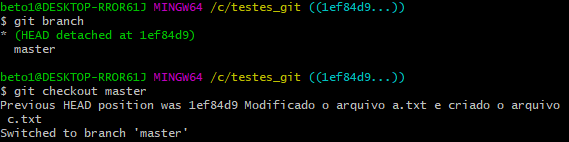 beto1@DESKTOP-RROR61J MINGW64 /c/testes_git ((1ef84d9...))
$ git branch
* (HEAD detached at 1ef84d9)
  master

beto1@DESKTOP-RROR61J MINGW64 /c/testes_git ((1ef84d9...))
$ git checkout master
Previous HEAD position was 1ef84d9 Modificado o arquivo a.txt e criado o arquivo
 c.txt
Switched to branch 'master'